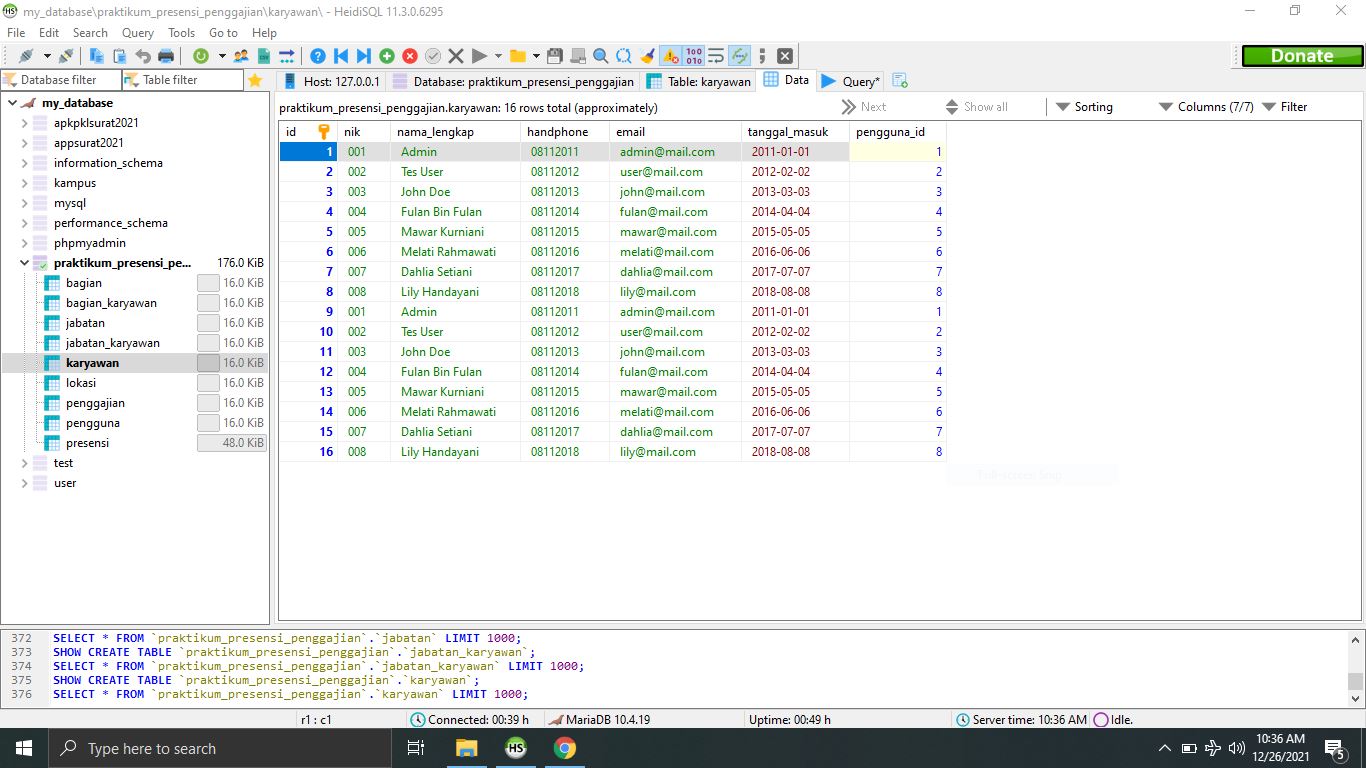 HS my_database\praktikum_presensi_penggajian\karyawan\ - HeidiSQL 11.3.0.6295
File Edit Search Query Tools Go to Help
Donate
Database filter Table filter
Host: 127.0.0.1 Database: praktikum_presensi_penggajian Table: karyawan Data Query*
my_database
apkpklsurat2021
appsurat2021
information_schema
kampus
mysql
performance_schema
phpmyadmin
praktikum_presensi_pe... 176.0 KiB
bagian 16.0 KiB
bagian_karyawan 16.0 KiB
jabatan 16.0 KiB
jabatan_karyawan 16.0 KiB
karyawan 16.0 KiB
lokasi 16.0 KiB
penggajian 16.0 KiB
pengguna 16.0 KiB
presensi 48.0 KiB
test
user
praktikum_presensi_penggajian.karyawan: 16 rows total (approximately) Next Show all Sorting Columns (7/7) Filter
id nik nama_lengkap handphone email tanggal_masuk pengguna_id
1 001 Admin 08112011 admin@mail.com 2011-01-01 1
2 002 Tes User 08112012 user@mail.com 2012-02-02 2
3 003 John Doe 08112013 john@mail.com 2013-03-03 3
4 004 Fulan Bin Fulan 08112014 fulan@mail.com 2014-04-04 4
5 005 Mawar Kurniani 08112015 mawar@mail.com 2015-05-05 5
6 006 Melati Rahmawati 08112016 melati@mail.com 2016-06-06 6
7 007 Dahlia Setiani 08112017 dahlia@mail.com 2017-07-07 7
8 008 Lily Handayani 08112018 lily@mail.com 2018-08-08 8
9 001 Admin 08112011 admin@mail.com 2011-01-01 1
10 002 Tes User 08112012 user@mail.com 2012-02-02 2
11 003 John Doe 08112013 john@mail.com 2013-03-03 3
12 004 Fulan Bin Fulan 08112014 fulan@mail.com 2014-04-04 4
13 005 Mawar Kurniani 08112015 mawar@mail.com 2015-05-05 5
14 006 Melati Rahmawati 08112016 melati@mail.com 2016-06-06 6
15 007 Dahlia Setiani 08112017 dahlia@mail.com 2017-07-07 7
16 008 Lily Handayani 08112018 lily@mail.com 2018-08-08 8
Full-screen Snip
372 SELECT * FROM `praktikum_presensi_penggajian`.`jabatan` LIMIT 1000;
373 SHOW CREATE TABLE `praktikum_presensi_penggajian`.`jabatan_karyawan`;
374 SELECT * FROM `praktikum_presensi_penggajian`.`jabatan_karyawan` LIMIT 1000;
375 SHOW CREATE TABLE `praktikum_presensi_penggajian`.`karyawan`;
376 SELECT * FROM `praktikum_presensi_penggajian`.`karyawan` LIMIT 1000;
r1 : c1 Connected: 00:39 h MariaDB 10.4.19 Uptime: 00:49 h Server time: 10:36 AM Idle.
Type here to search HS 10:36 AM
12/26/2021 5